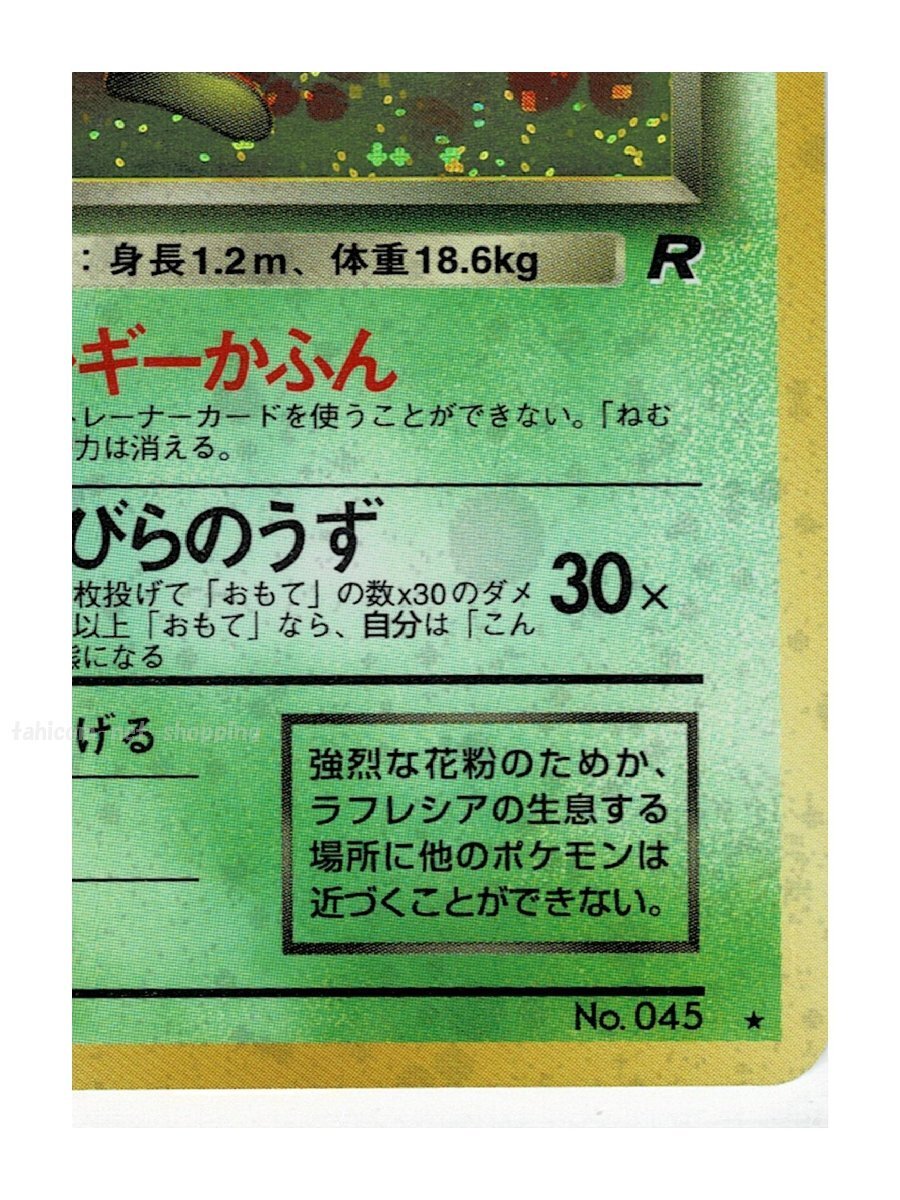 ：身長1.2m、体重18.6kg
R
ギーかふん
トレーナーカードを使うことができない。「ねむ
力は消える。
びらのうず
枚投げて「おもて」の数x30のダメ
30×
以上「おもて」なら、自分は「こん
態になる
げる
強烈な花粉のためか、
ラフレシアの生息する
場所に他のポケモンは
近づくことができない。
No. 045 ★